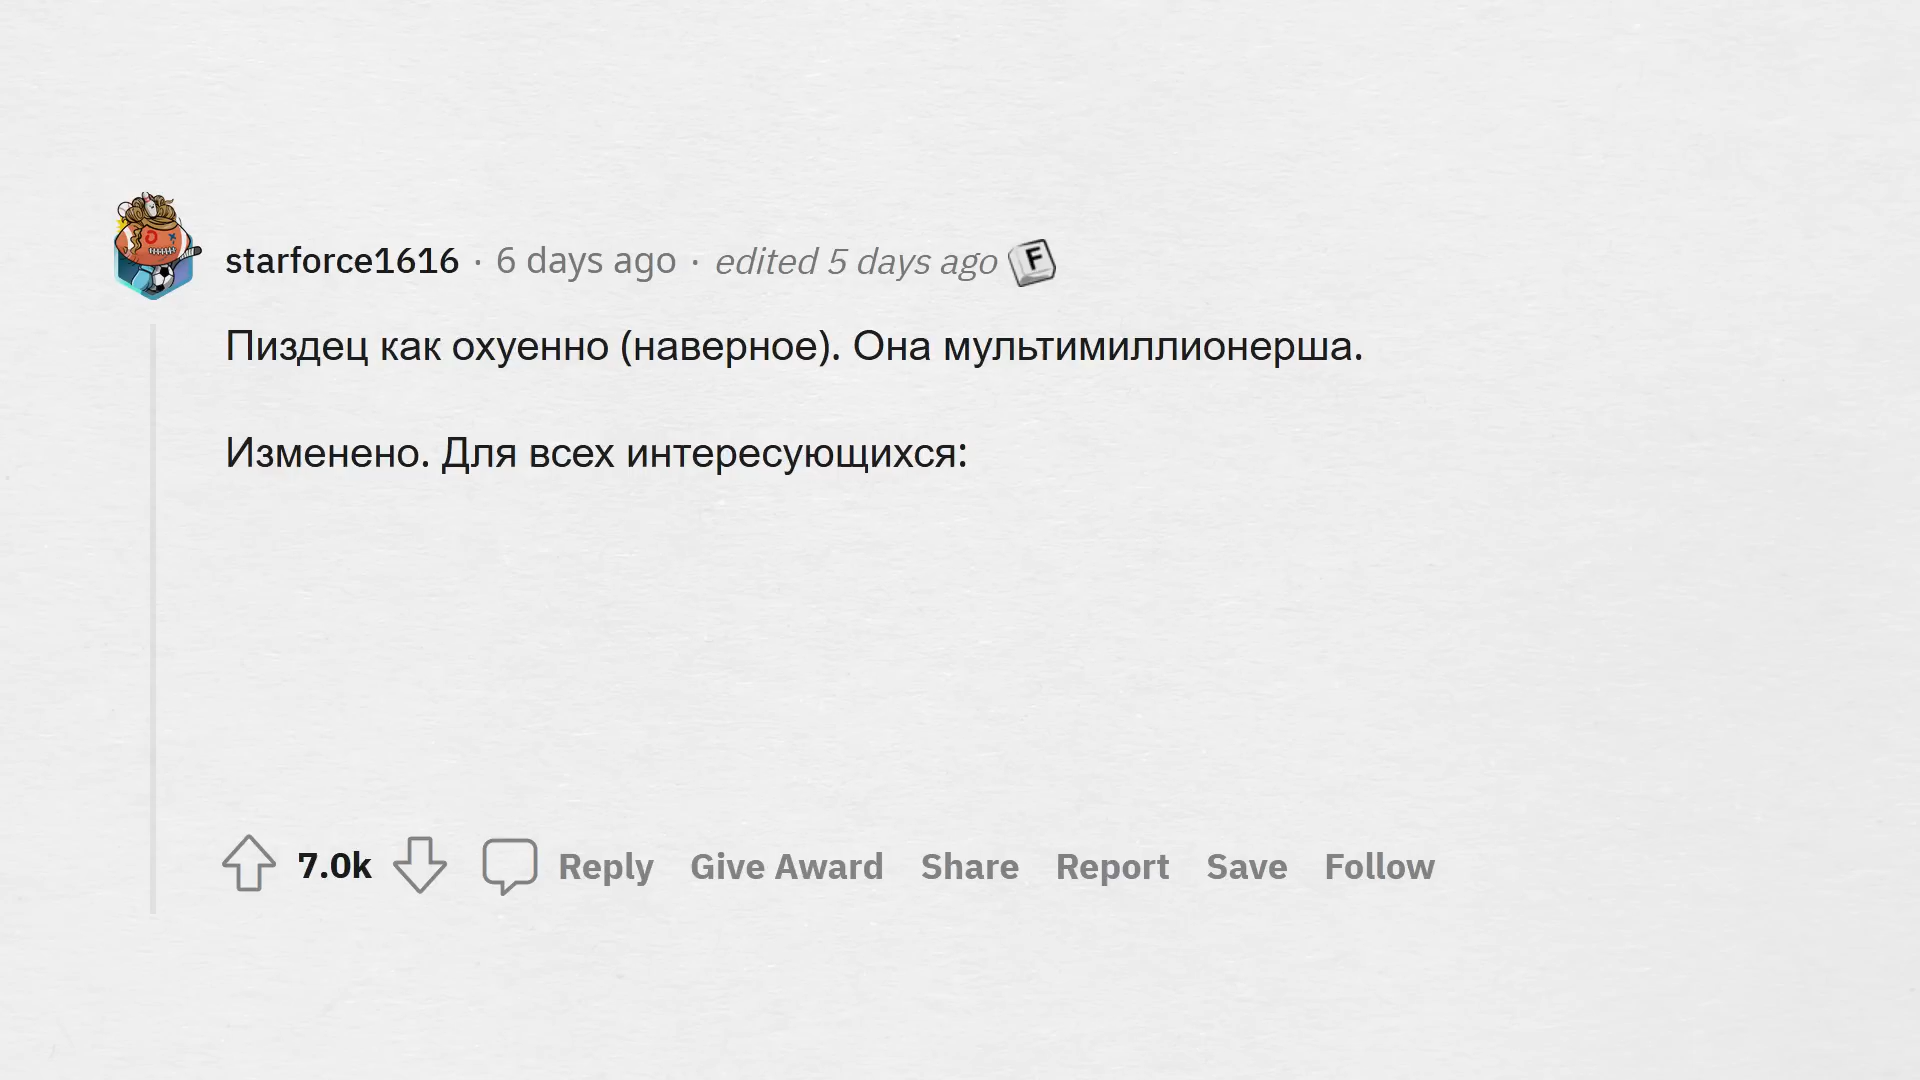 starforce1616 · 6 days ago · edited 5 days ago F
Пиздец как охуенно (наверное). Она мультимиллионерша.
Изменено. Для всех интересующихся:
7.0k Reply Give Award Share Report Save Follow